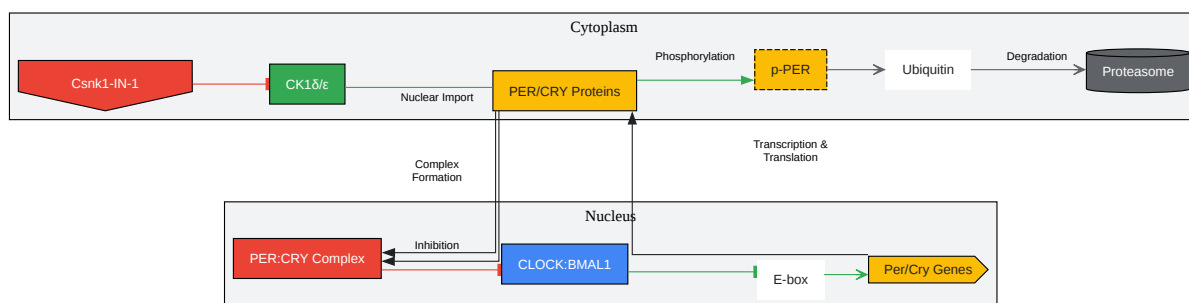 Cytoplasm
Csnk1-IN-1
CK1δ/ε
Nuclear Import
PER/CRY Proteins
Phosphorylation
p-PER
Ubiquitin
Degradation
Proteasome
Complex
Formation
Transcription &
Translation
Nucleus
PER:CRY Complex
Inhibition
CLOCK:BMAL1
E-box
Per/Cry Genes